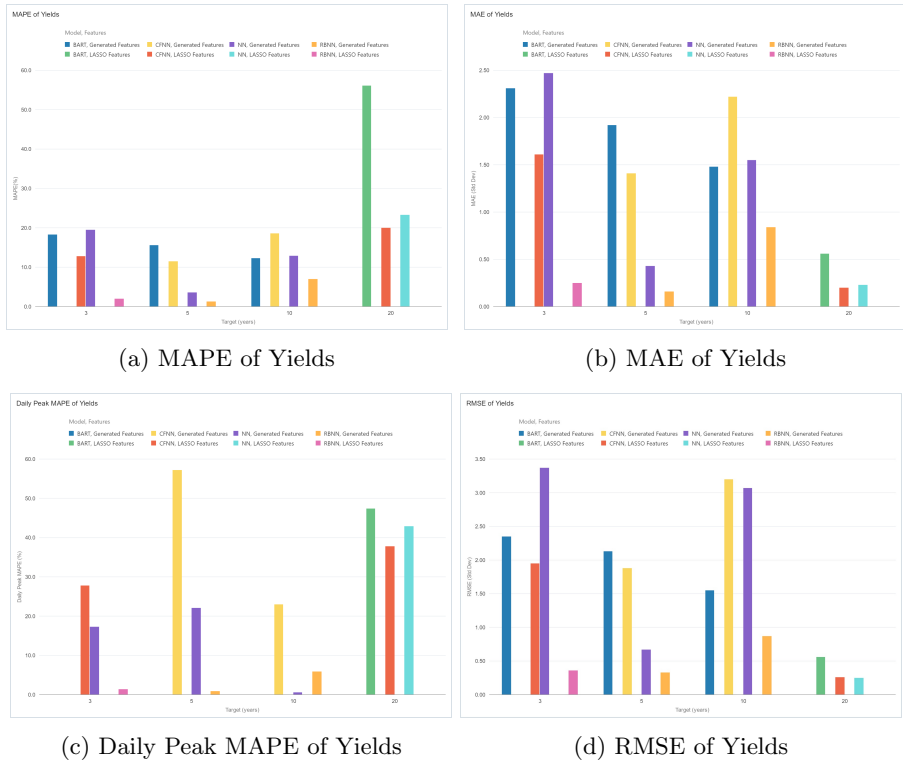 MAPE of Yields
Model, Features
BART, Generated Features CFNN, Generated Features NN, Generated Features RBNN, Generated Features
BART, LASSO Features CFNN, LASSO Features NN, LASSO Features RBNN, LASSO Features
60.0
50.0
40.0
30.0
20.0
10.0
0.0
MAPE(%)
3 5 10 20
Target (years)
(a) MAPE of Yields
MAE of Yields
Model, Features
BART, Generated Features CFNN, Generated Features NN, Generated Features RBNN, Generated Features
BART, LASSO Features CFNN, LASSO Features NN, LASSO Features RBNN, LASSO Features
2.50
2.00
1.50
1.00
0.50
0.00
MAE (Std Dev)
3 5 10 20
Target (years)
(b) MAE of Yields
Daily Peak MAPE of Yields
Model, Features
BART, Generated Features CFNN, Generated Features NN, Generated Features RBNN, Generated Features
BART, LASSO Features CFNN, LASSO Features NN, LASSO Features RBNN, LASSO Features
60.0
50.0
40.0
30.0
20.0
10.0
0.0
Daily Peak MAPE (%)
3 5 10 20
Target (years)
(c) Daily Peak MAPE of Yields
RMSE of Yields
Model, Features
BART, Generated Features CFNN, Generated Features NN, Generated Features RBNN, Generated Features
BART, LASSO Features CFNN, LASSO Features NN, LASSO Features RBNN, LASSO Features
3.50
3.00
2.50
2.00
1.50
1.00
0.50
0.00
RMSE (Std Dev)
3 5 10 20
Target (years)
(d) RMSE of Yields